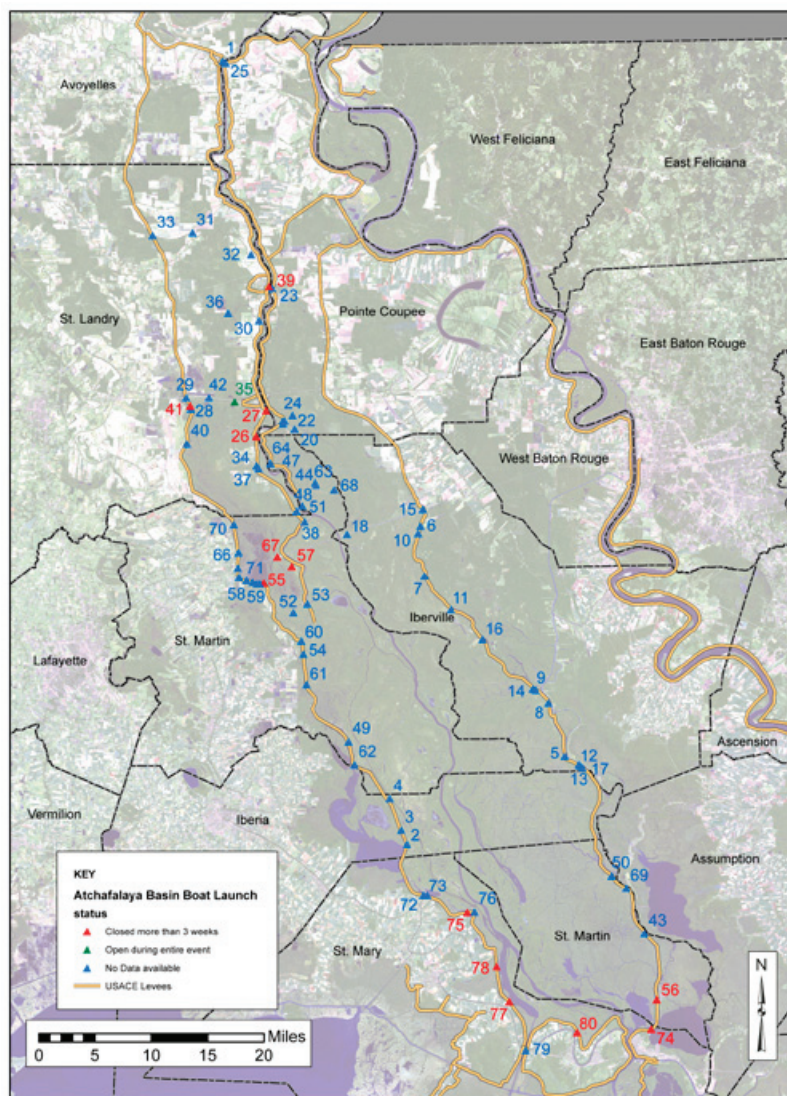 1
25
Avoyelles
West Feliciana
East Feliciana
33
31
32
39
23
36
30
Pointe Coupee
St. Landry
East Baton Rouge
29
42
35
41
28
27
24
22
20
40
26
West Baton Rouge
64
34
47
37
44
63
68
48
51
15
6
70
38
18
10
66
67
57
71
55
7
58
59
52
53
11
Iberville
St. Martin
60
16
Lafayette
54
61
9
14
8
49
Ascension
62
5
12
13
17
4
Vermilion
Iberia
3
2
Assumption
50
69
KEY
Atchafalaya Basin Boat Launch
status
Closed more than 3 weeks
Open during entire event
No Data available
USACE Levees
72
73
76
75
43
St. Martin
St. Mary
78
77
56
N
80
74
79
Miles
0 5 10 20